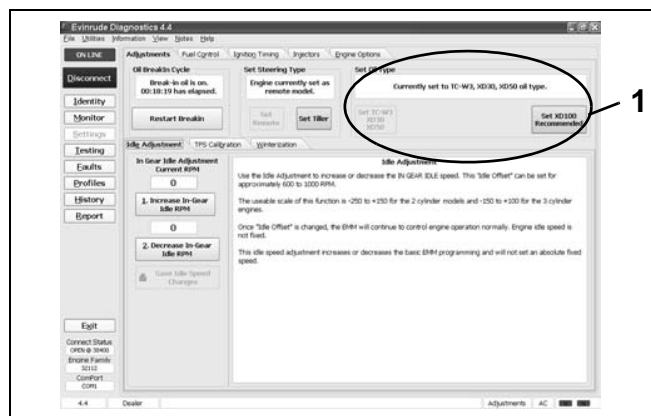 Evinrude Diagnostics 4.4
File Utilities Information View Notes Help
ON LINE
Disconnect
Identity
Monitor
Settings
Testing
Faults
Profiles
History
Report
Exit
Connect Status
OPEN @ 38400
Engine Family
32112
ComPort
COM1
Adjustments Fuel Control Ignition Timing Injectors Engine Options
Oil Breakin Cycle
Break-in oil is on.
00:18:19 has elapsed.
Restart Breakin
Set Steering Type
Engine currently set as
remote model.
Set
Remote
Set Tiller
Set Oil Type
Currently set to TC-W3, XD30, XD50 oil type.
Set TC-W3
XD30
XD50
Set XD100
Recommended
1
Idle Adjustment TPS Calibration Winterization
In Gear Idle Adjustment
Current RPM
0
1. Increase In-Gear
Idle RPM
0
2. Decrease In-Gear
Idle RPM
Save Idle Speed
Changes
Idle Adjustment
Use the Idle Adjustment to increase or decrease the IN GEAR IDLE speed. This "Idle Offset" can be set for
approximately 600 to 1000 RPM.
The useable scale of this function is -250 to +150 for the 2 cylinder models and -150 to +100 for the 3 cylinder
engines.
Once "Idle Offset" is changed, the EMM will continue to control engine operation normally. Engine idle speed is
not fixed.
This idle speed adjustment increases or decreases the basic EMM programming and will not set an absolute fixed
speed.
4.4 Dealer Adjustments AC